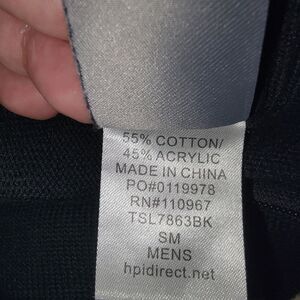 55% COTTON/
45% ACRYLIC
MADE IN CHINA
PO#0119978
RN#110967
TSL7863BK
SM
MENS
hpidirect.net